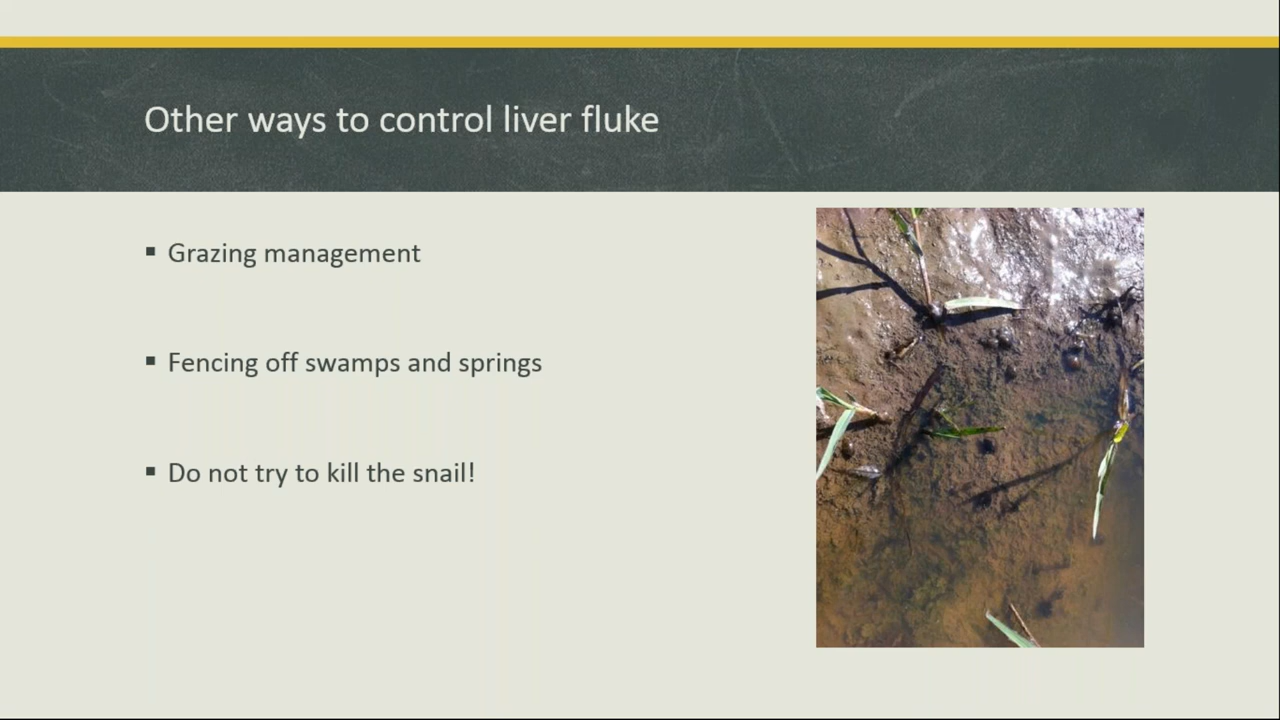 Other ways to control liver fluke
▪ Grazing management
▪ Fencing off swamps and springs
▪ Do not try to kill the snail!